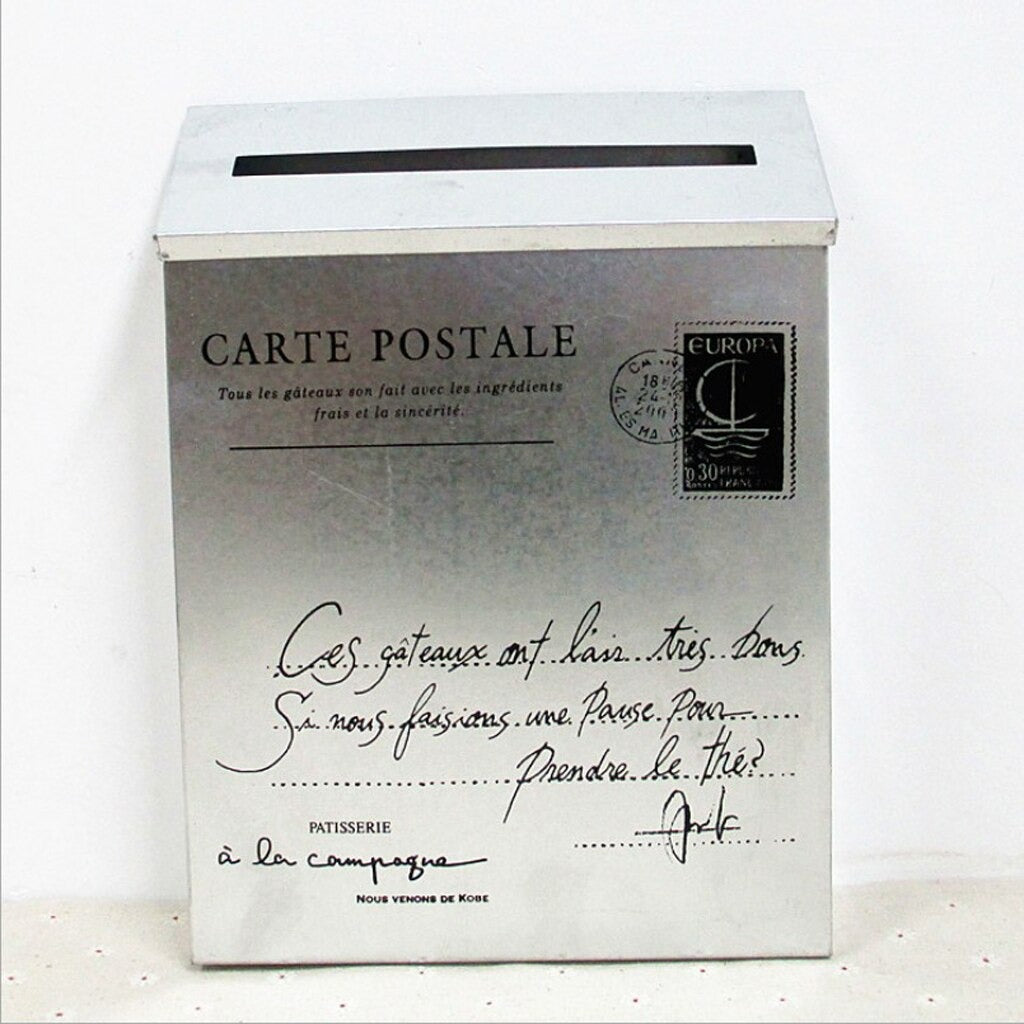 CARTE POSTALE
Tous les gâteaux son fait avec les ingrédients
frais et la sincérité.
EUROPA
0.30
Ces gâteaux ont l'air très bons.
Si nous faisions une Pause Pour
Prendre le thé?
PATISSERIE
à la campagne
NOUS VENONS DE KOBE